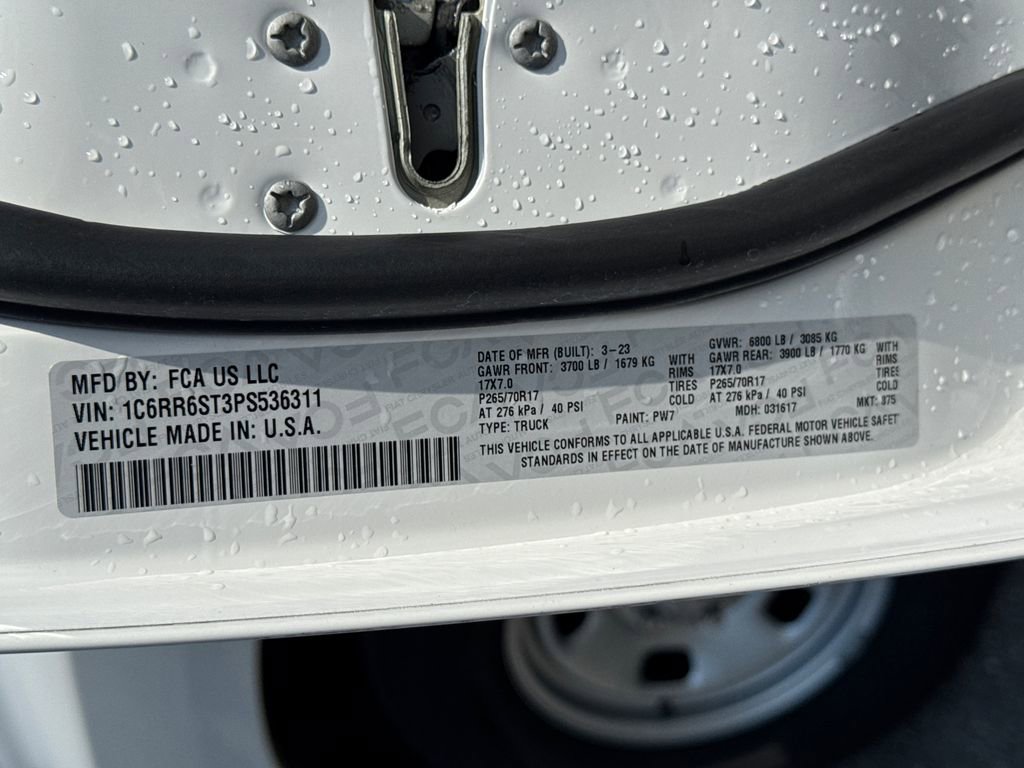 MFD BY: FCA US LLC
VIN: 1C6RR6ST3PS536311
VEHICLE MADE IN: U.S.A.
DATE OF MFR (BUILT): 3-23
GAWR FRONT: 3700 LB / 1679 KG WITH
17X7.0 RIMS
P265/70R17 TIRES
AT 276 kPa / 40 PSI COLD
TYPE: TRUCK PAINT: PW7
GVWR: 6800 LB / 3085 KG
GAWR REAR: 3900 LB / 1770 KG WITH
17X7.0 RIMS
P265/70R17 TIRES
AT 276 kPa / 40 PSI COLD
MDH: 031617 MKT: 375
THIS VEHICLE CONFORMS TO ALL APPLICABLE U.S.A. FEDERAL MOTOR VEHICLE SAFET
STANDARDS IN EFFECT ON THE DATE OF MANUFACTURE SHOWN ABOVE.